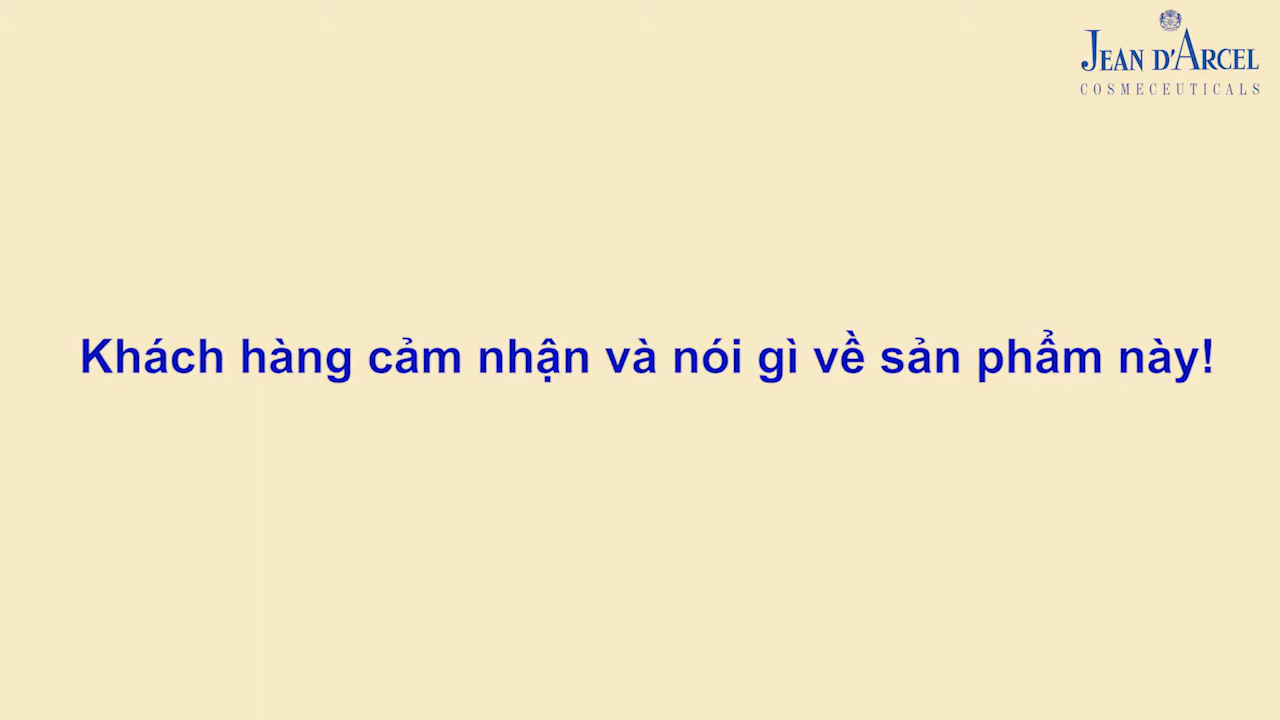 JEAN D'ARCEL
COSMECEUTICALS
Khách hàng cảm nhận và nói gì về sản phẩm này!